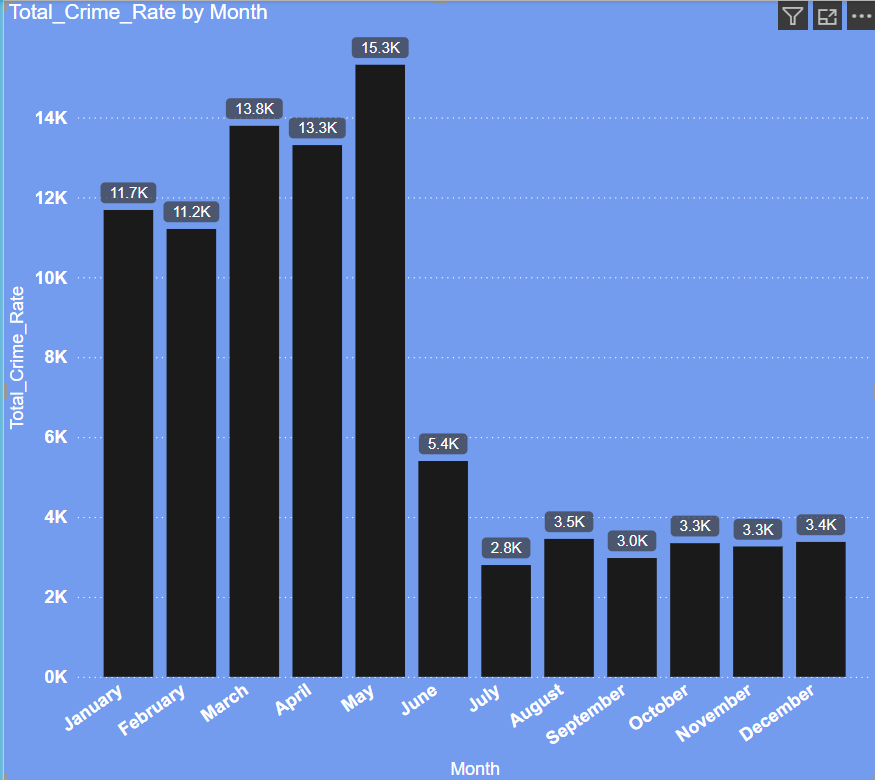 Total_Crime_Rate by Month
15.3K
13.8K
13.3K
14K
11.7K
11.2K
12K
10K
8K
Total_Crime_Rate
6K
5.4K
4K
3.5K
3.3K
3.3K
3.4K
3.0K
2.8K
2K
0K
January
February
March
April
May
June
July
August
September
October
November
December
Month